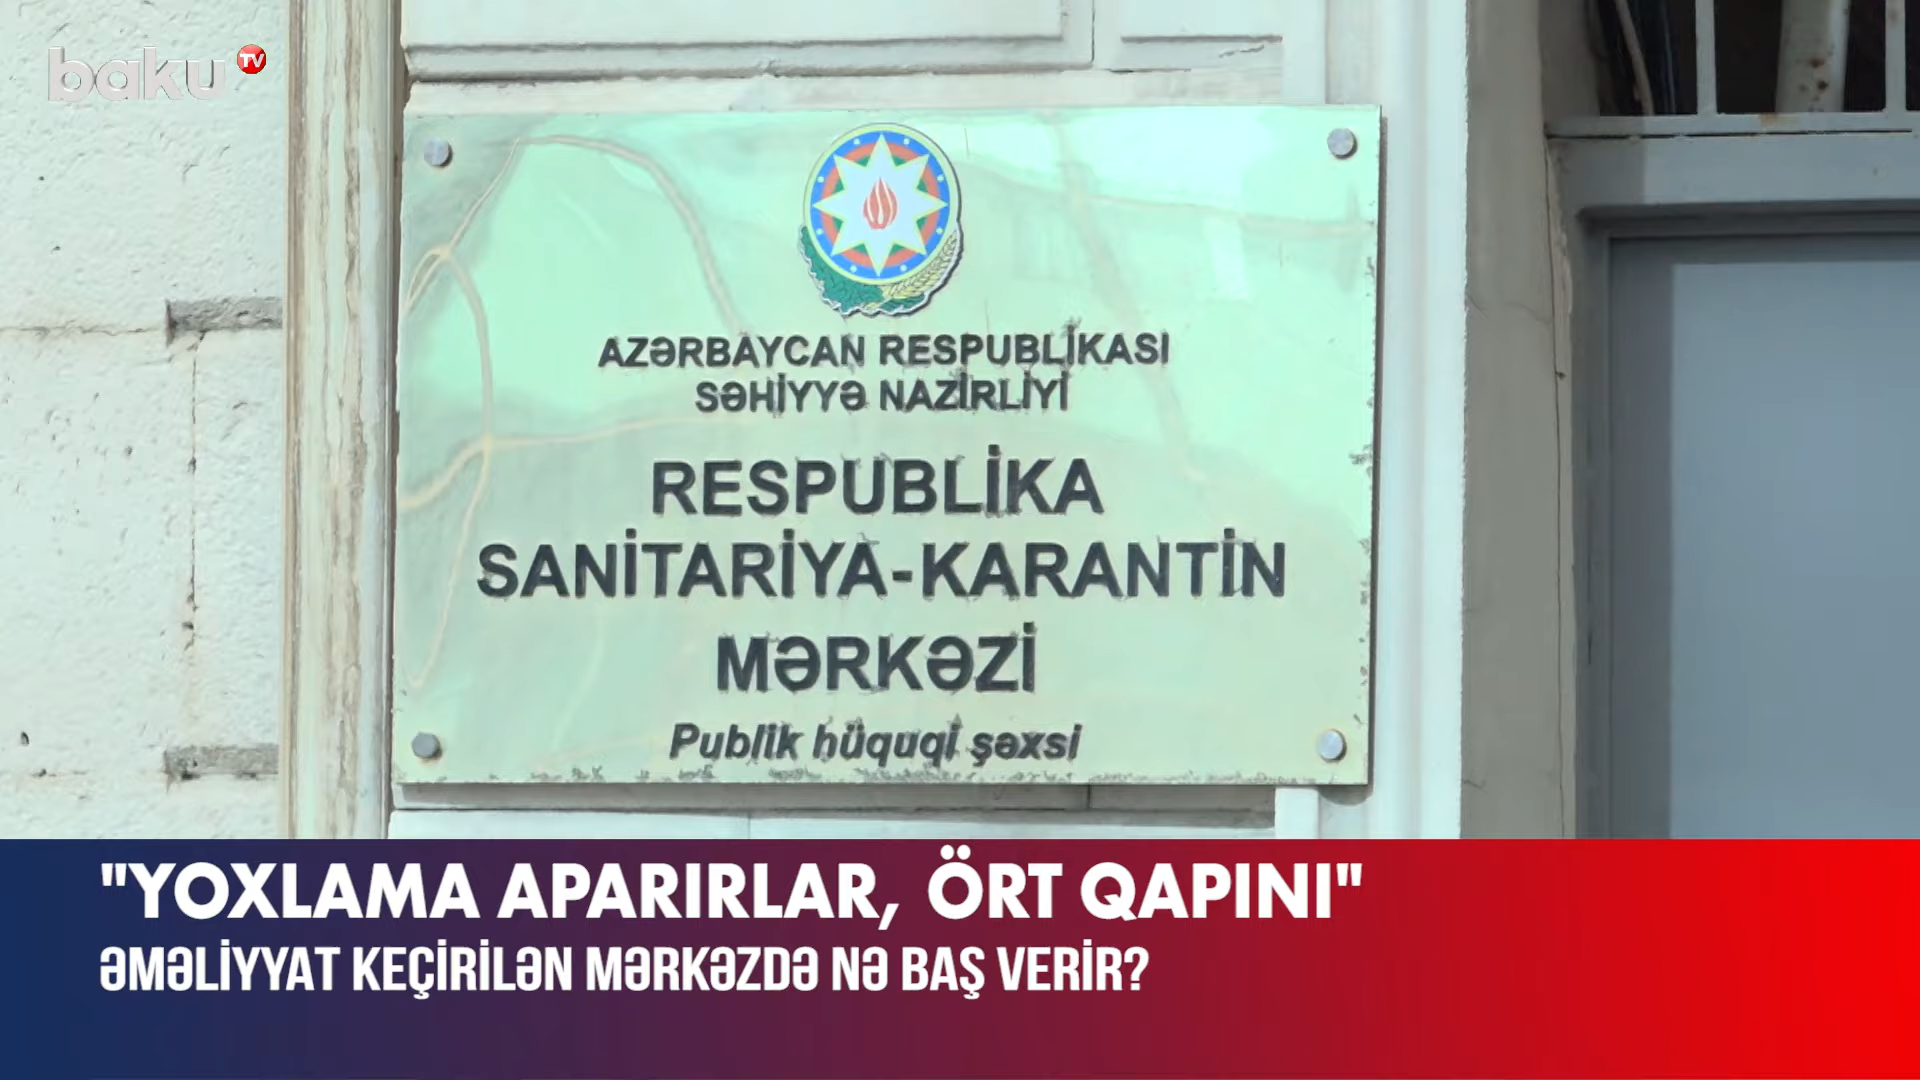 baku TV
AZƏRBAYCAN RESPUBLİKASI
SƏHİYYƏ NAZİRLİYİ
RESPUBLİKA
SANİTARİYA-KARANTİN
MƏRKƏZİ
Publik hüquqi şəxsi
"YOXLAMA APARIRLAR, ÖRT QAPINI"
ƏMƏLİYYAT KEÇİRİLƏN MƏRKƏZDƏ NƏ BAŞ VERİR?